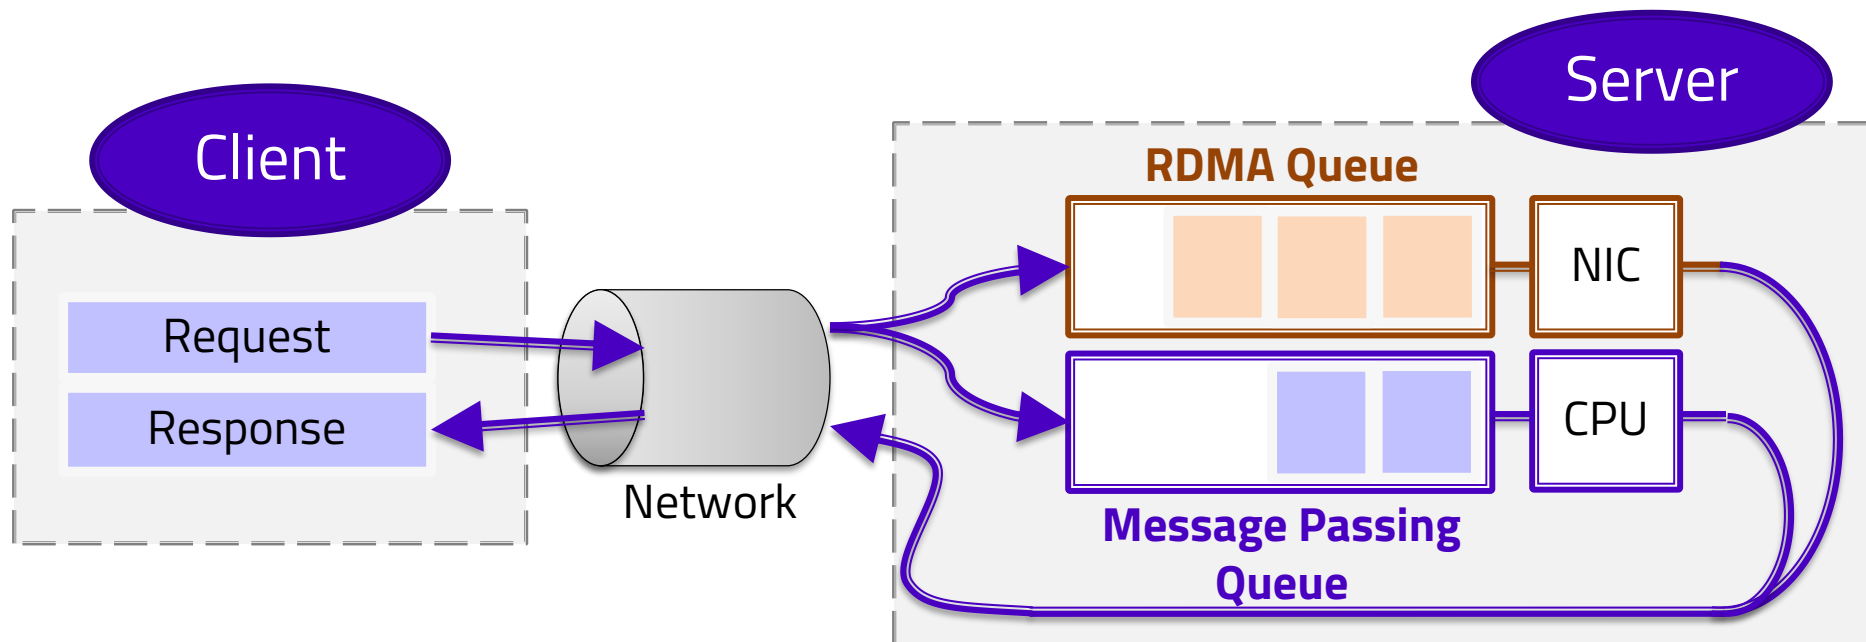 Server
Client
RDMA Queue
NIC
Request
Response
CPU
Network
Message Passing
Queue